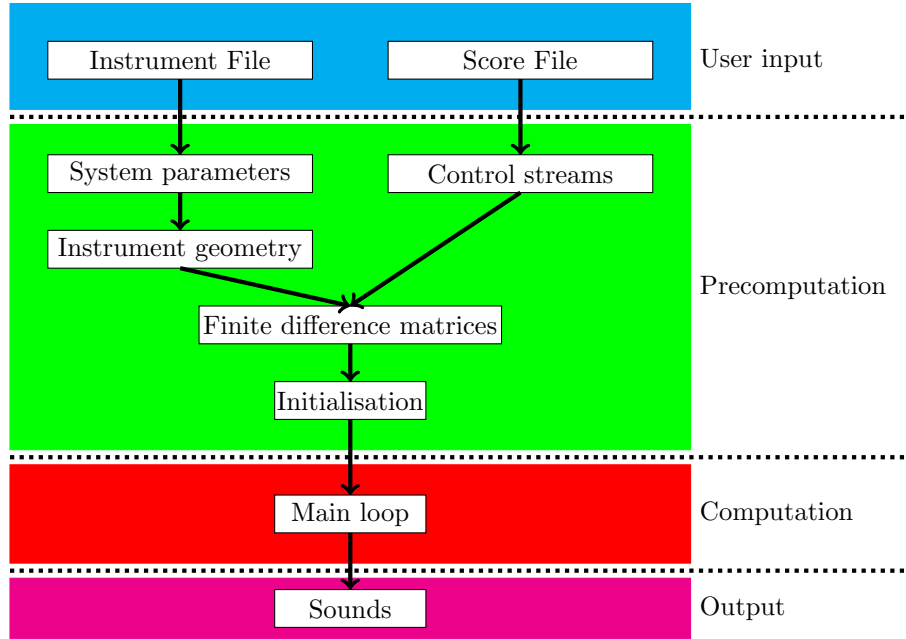 Instrument File
Score File
User input
System parameters
Control streams
Instrument geometry
Precomputation
Finite difference matrices
Initialisation
Main loop
Computation
Sounds
Output